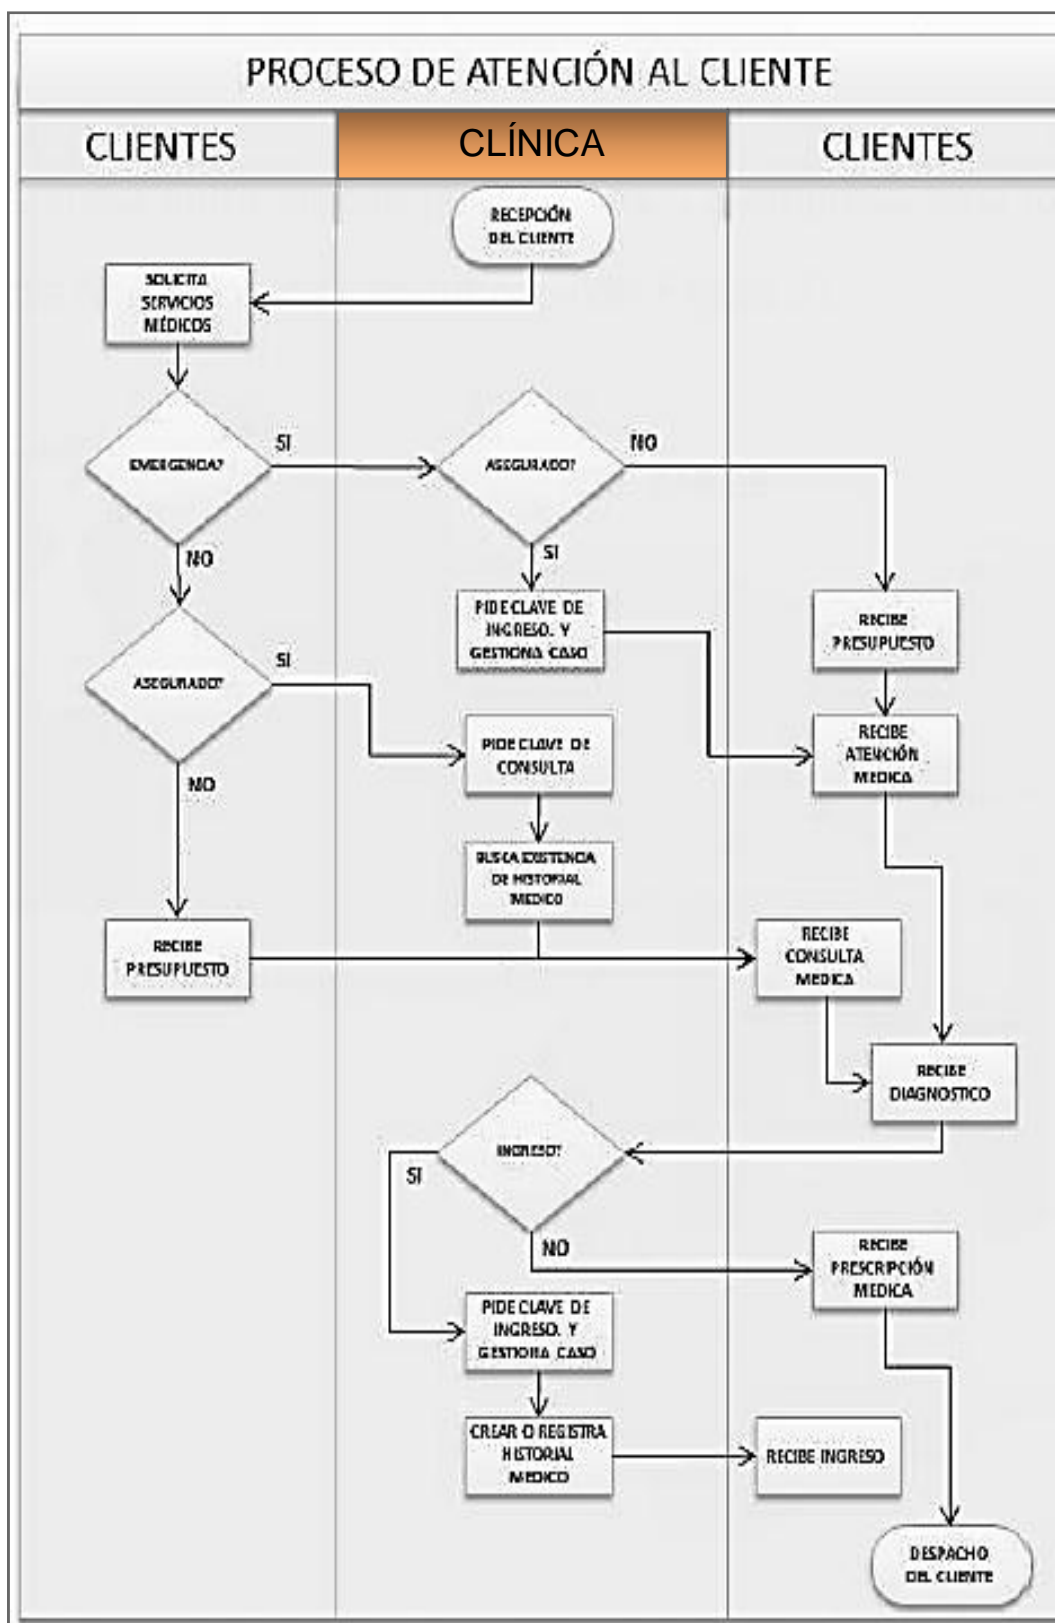 PROCESO DE ATENCIÓN AL CLIENTE
CLIENTES
CLÍNICA
CLIENTES
RECEPCIÓN
DEL CLIENTE
SOLICITA
SERVICIOS
MÉDICOS
EMERGENCIA?
SI
ASEGURADO?
NO
NO
SI
PIDE CLAVE DE
INGRESO. Y
GESTIONA CASO
RECIBE
PRESUPUESTO
ASEGURADO?
SI
PIDE CLAVE DE
CONSULTA
RECIBE
ATENCIÓN
MEDICA
NO
BUSCA EXISTENCIA
DE HISTORIAL
MEDICO
RECIBE
PRESUPUESTO
RECIBE
CONSULTA
MEDICA
RECIBE
DIAGNOSTICO
INGRESO?
SI
NO
RECIBE
PRESCRIPCIÓN
MEDICA
PIDE CLAVE DE
INGRESO. Y
GESTIONA CASO
CREAR O REGISTRA
HISTORIAL
MEDICO
RECIBE INGRESO
DESPACHO
DEL CLIENTE